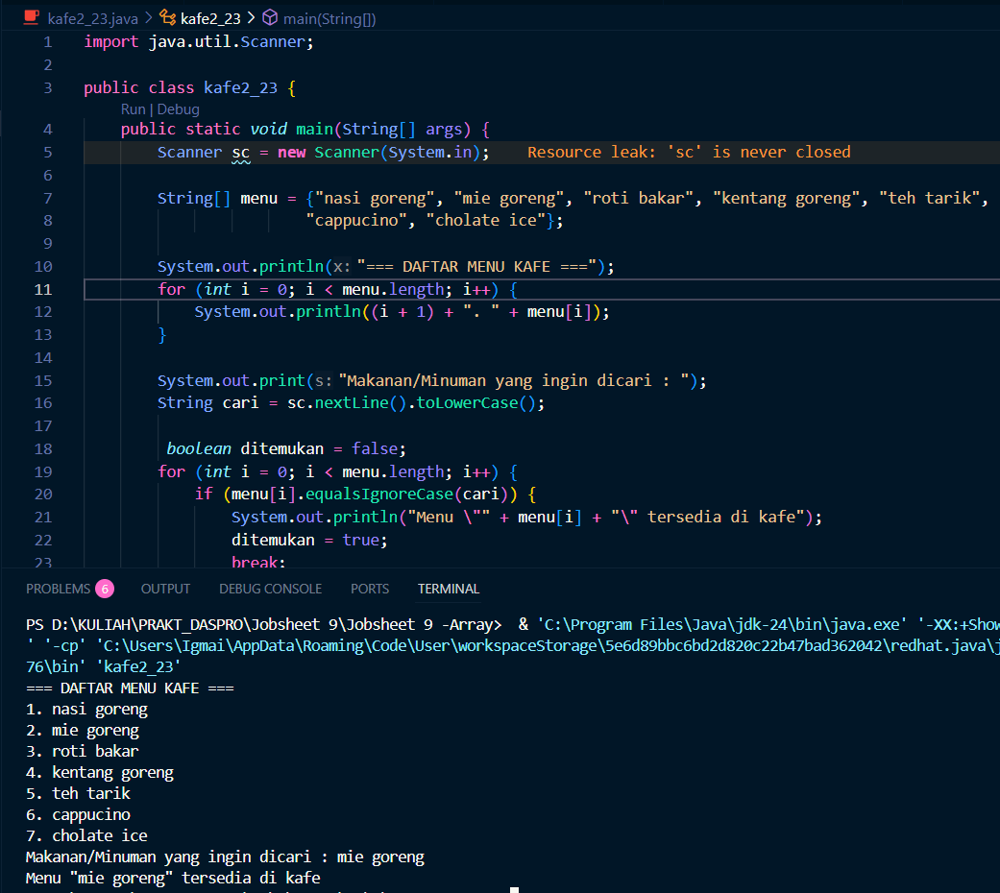 kafe2_23.java > kafe2_23 > main(String[])
1 import java.util.Scanner;
2
3 public class kafe2_23 {
Run | Debug
4 public static void main(String[] args) {
5 Scanner sc = new Scanner(System.in); Resource leak: 'sc' is never closed
6
7 String[] menu = {"nasi goreng", "mie goreng", "roti bakar", "kentang goreng", "teh tarik",
8 "cappucino", "cholate ice"};
9
10 System.out.println(x: "=== DAFTAR MENU KAFE ===");
11 for (int i = 0; i < menu.length; i++) {
12 System.out.println((i + 1) + ". " + menu[i]);
13 }
14
15 System.out.print(s: "Makanan/Minuman yang ingin dicari : ");
16 String cari = sc.nextLine().toLowerCase();
17
18 boolean ditemukan = false;
19 for (int i = 0; i < menu.length; i++) {
20 if (menu[i].equalsIgnoreCase(cari)) {
21 System.out.println("Menu \"" + menu[i] + "\" tersedia di kafe");
22 ditemukan = true;
23 break;
PROBLEMS 6 OUTPUT DEBUG CONSOLE PORTS TERMINAL
PS D:\KULIAH\PRAKT_DASPRO\Jobsheet 9\Jobsheet 9 -Array> & 'C:\Program Files\Java\jdk-24\bin\java.exe' '-XX:+Show
' '-cp' 'C:\Users\Igmai\AppData\Roaming\Code\User\workspaceStorage\5e6d89bbc6bd2d820c22b47bad362042\redhat.java\j
76\bin' 'kafe2_23'
=== DAFTAR MENU KAFE ===
1. nasi goreng
2. mie goreng
3. roti bakar
4. kentang goreng
5. teh tarik
6. cappucino
7. cholate ice
Makanan/Minuman yang ingin dicari : mie goreng
Menu "mie goreng" tersedia di kafe